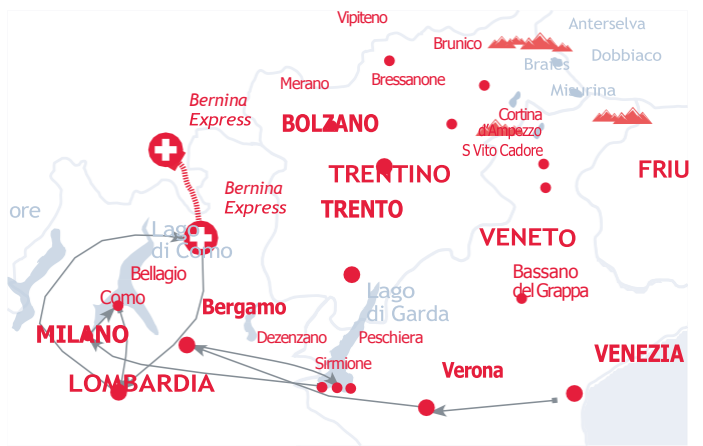 Vipiteno
Anterselva
Brunico
Dobbiaco
Braies
Bressanone
Merano
Misurina
Bernina
Express
BOLZANO
Cortina
d'Ampezzo
S Vito Cadore
TRENTINO
FRIU
Bernina
Express
TRENTO
ore
Lago
di Como
VENETO
Bellagio
Bassano
del Grappa
Lago
di Garda
Como
Bergamo
MILANO
Dezenzano
Peschiera
Sirmione
VENEZIA
Verona
LOMBARDIA